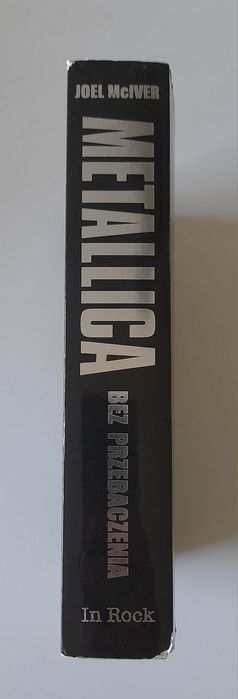 JOEL McIVER
METALLICA
BEZ PRZEBACZENIA
In Rock